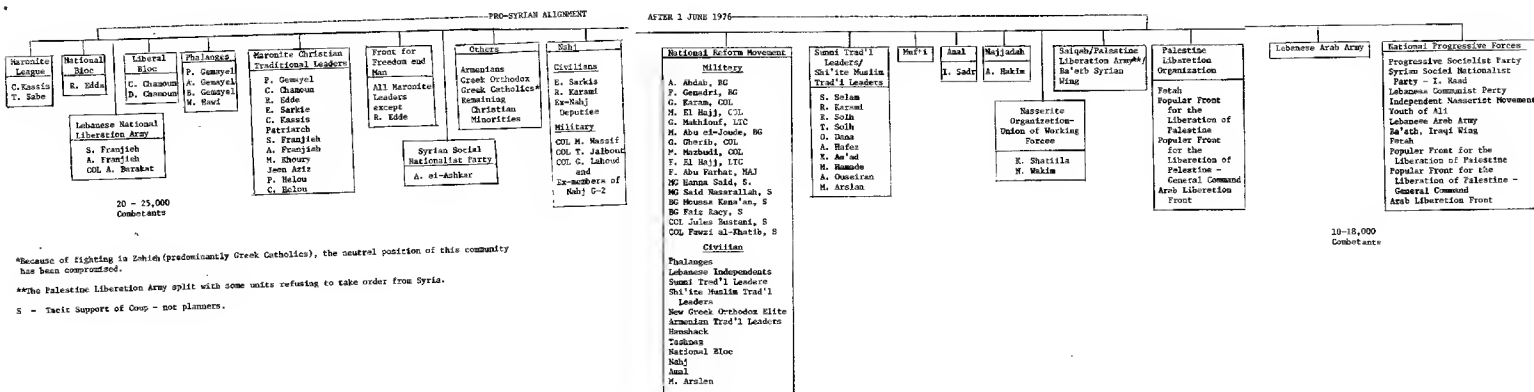 PRO-SYRIAN ALIGNMENT AFTER 1 JUNE 1976
Maronite
League
C.Kassis
T. Sabe
National
Bloc
R. Edde
Liberal
Bloc
C. Chamoun
D. Chamoun
Phalanges
P. Gemayel
A. Gemayel
B. Gemayel
W. Hawi
Maronite Christian
Traditional Leaders
P. Gemayel
C. Chamoun
R. Edde
E. Sarkis
C. Kassis
Patriarch
S. Franjieh
A. Franjieh
M. Khoury
Jean Aziz
P. Helou
C. Helou
Front for
Freedom end
Man
All Maronite
Leaders
except
R. Edde
Others
Armenians
Greek Orthodox
Greek Catholics*
Remaining
Christian
Minorities
Nahj
Civilians
E. Sarkis
R. Karami
Ex-Nahj
Deputies
Military
COL M. Nassif
COL T. Jalbout
COL G. Lahoud
and
Ex-members of
Nahj G-2
Lebanese National
Liberation Army
S. Franjieh
A. Franjieh
COL A. Barakat
Syrian Social
Nationalist Party
A. el-Ashkar
20 - 25,000
Combatants
National Reform Movement
Military
A. Ahdab, BG
F. Genadri, BG
G. Karam, COL
M. El Hajj, COL
G. Makhlouf, LTC
M. Abu el-Joude, BG
G. Gherib, COL
M. Mazbudi, COL
F. El Hajj, LTC
F. Abu Farhat, MAJ
MG Hanna Said, S.
MG Said Nasrallah, S
BG Moussa Kana'an, S
BG Faiz Racy, S
COL Jules Bustani, S
COL Fawzi al-Khatib, S
Civilian
Phalanges
Lebanese Independents
Sunni Trad'l Leaders
Shi'ite Muslim Trad'l
Leaders
New Greek Orthodox Elite
Armenian Trad'l Leaders
Henshack
Tashnag
National Bloc
Nahj
Amal
M. Arslen
Sunni Trad'l
Leaders/
Shi'ite Muslim
Trad'l Leaders
S. Salam
R. Karami
R. Solh
T. Solh
O. Dana
A. Hafez
K. As'ad
M. Hamade
A. Ouseiran
M. Arslan
Mufti
Amal
I. Sadr
Najjadah
A. Hakim
Saiqah/Palestine
Liberation Army**/
Ba'eth Syrian
Wing
Nasserite
Organization-
Union of Working
Forces
K. Shatiila
N. Wakim
Palestine
Liberation
Organization
Fetah
Popular Front
for the
Liberation of
Palestine
Popular Front
for the
Liberation of
Palestine -
General Command
Arab Liberation
Front
Lebanese Arab Army
National Progressive Forces
Progressive Socialist Party
Syrian Social Nationalist
Party - I. Raad
Lebanese Communist Party
Independent Nasserist Movement
Youth of Ali
Lebanese Arab Army
Ba'ath, Iraqi Wing
Fetah
Populer Front for the
Liberation of Palestine
Popular Front for the
Liberation of Palestine -
General Command
Arab Liberation Front
10-18,000
Combatants
*Because of fighting in Zahleh (predominantly Greek Catholics), the neutral position of this community
has been compromised.
**The Palestine Liberation Army split with some units refusing to take order from Syria.
S - Tacit Support of Coup - not planners.